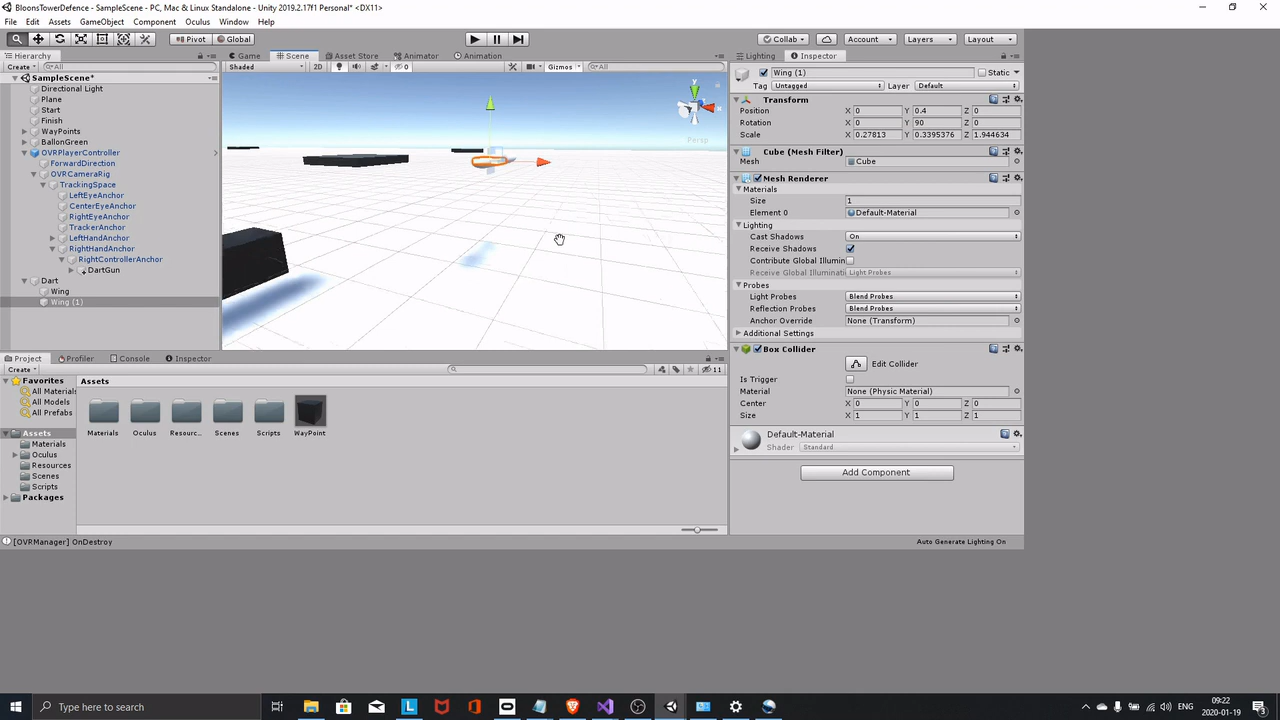 BloonsTowerDefence - SampleScene - PC, Mac & Linux Standalone - Unity 2019.2.17f1 Personal* <DX11>
File Edit Assets GameObject Component Oculus Window Help
Pivot Global Collab Account Layers Layout
Hierarchy Game Scene Asset Store Animator Animation Lighting Inspector
Create All Shaded 2D 0 Gizmos All
SampleScene*
Directional Light
Plane
Start
Finish
WayPoints
BallonGreen
OVRPlayerController
ForwardDirection
OVRCameraRig
TrackingSpace
LeftEyeAnchor
CenterEyeAnchor
RightEyeAnchor
TrackerAnchor
LeftHandAnchor
RightHandAnchor
RightControllerAnchor
DartGun
Dart
Wing
Wing (1)
y
x
Persp
Wing (1) Static
Tag Untagged Layer Default
Transform
Position X 0 Y 0.4 Z 0
Rotation X 0 Y 90 Z 0
Scale X 0.27813 Y 0.3395376 Z 1.944634
Cube (Mesh Filter)
Mesh Cube
Mesh Renderer
Materials
Size 1
Element 0 Default-Material
Lighting
Cast Shadows On
Receive Shadows
Contribute Global Illumin
Receive Global Illuminati Light Probes
Probes
Light Probes Blend Probes
Reflection Probes Blend Probes
Anchor Override None (Transform)
Additional Settings
Box Collider
Edit Collider
Is Trigger
Material None (Physic Material)
Center X 0 Y 0 Z 0
Size X 1 Y 1 Z 1
Default-Material
Shader Standard
Add Component
Project Profiler Console Inspector
Create 11
Favorites
All Materials
All Models
All Prefabs
Assets
Materials
Oculus
Resources
Scenes
Scripts
Packages
Assets
Materials Oculus Resourc... Scenes Scripts WayPoint
[OVRManager] OnDestroy Auto Generate Lighting On
Type here to search
ENG
09:22
2020-01-19
3